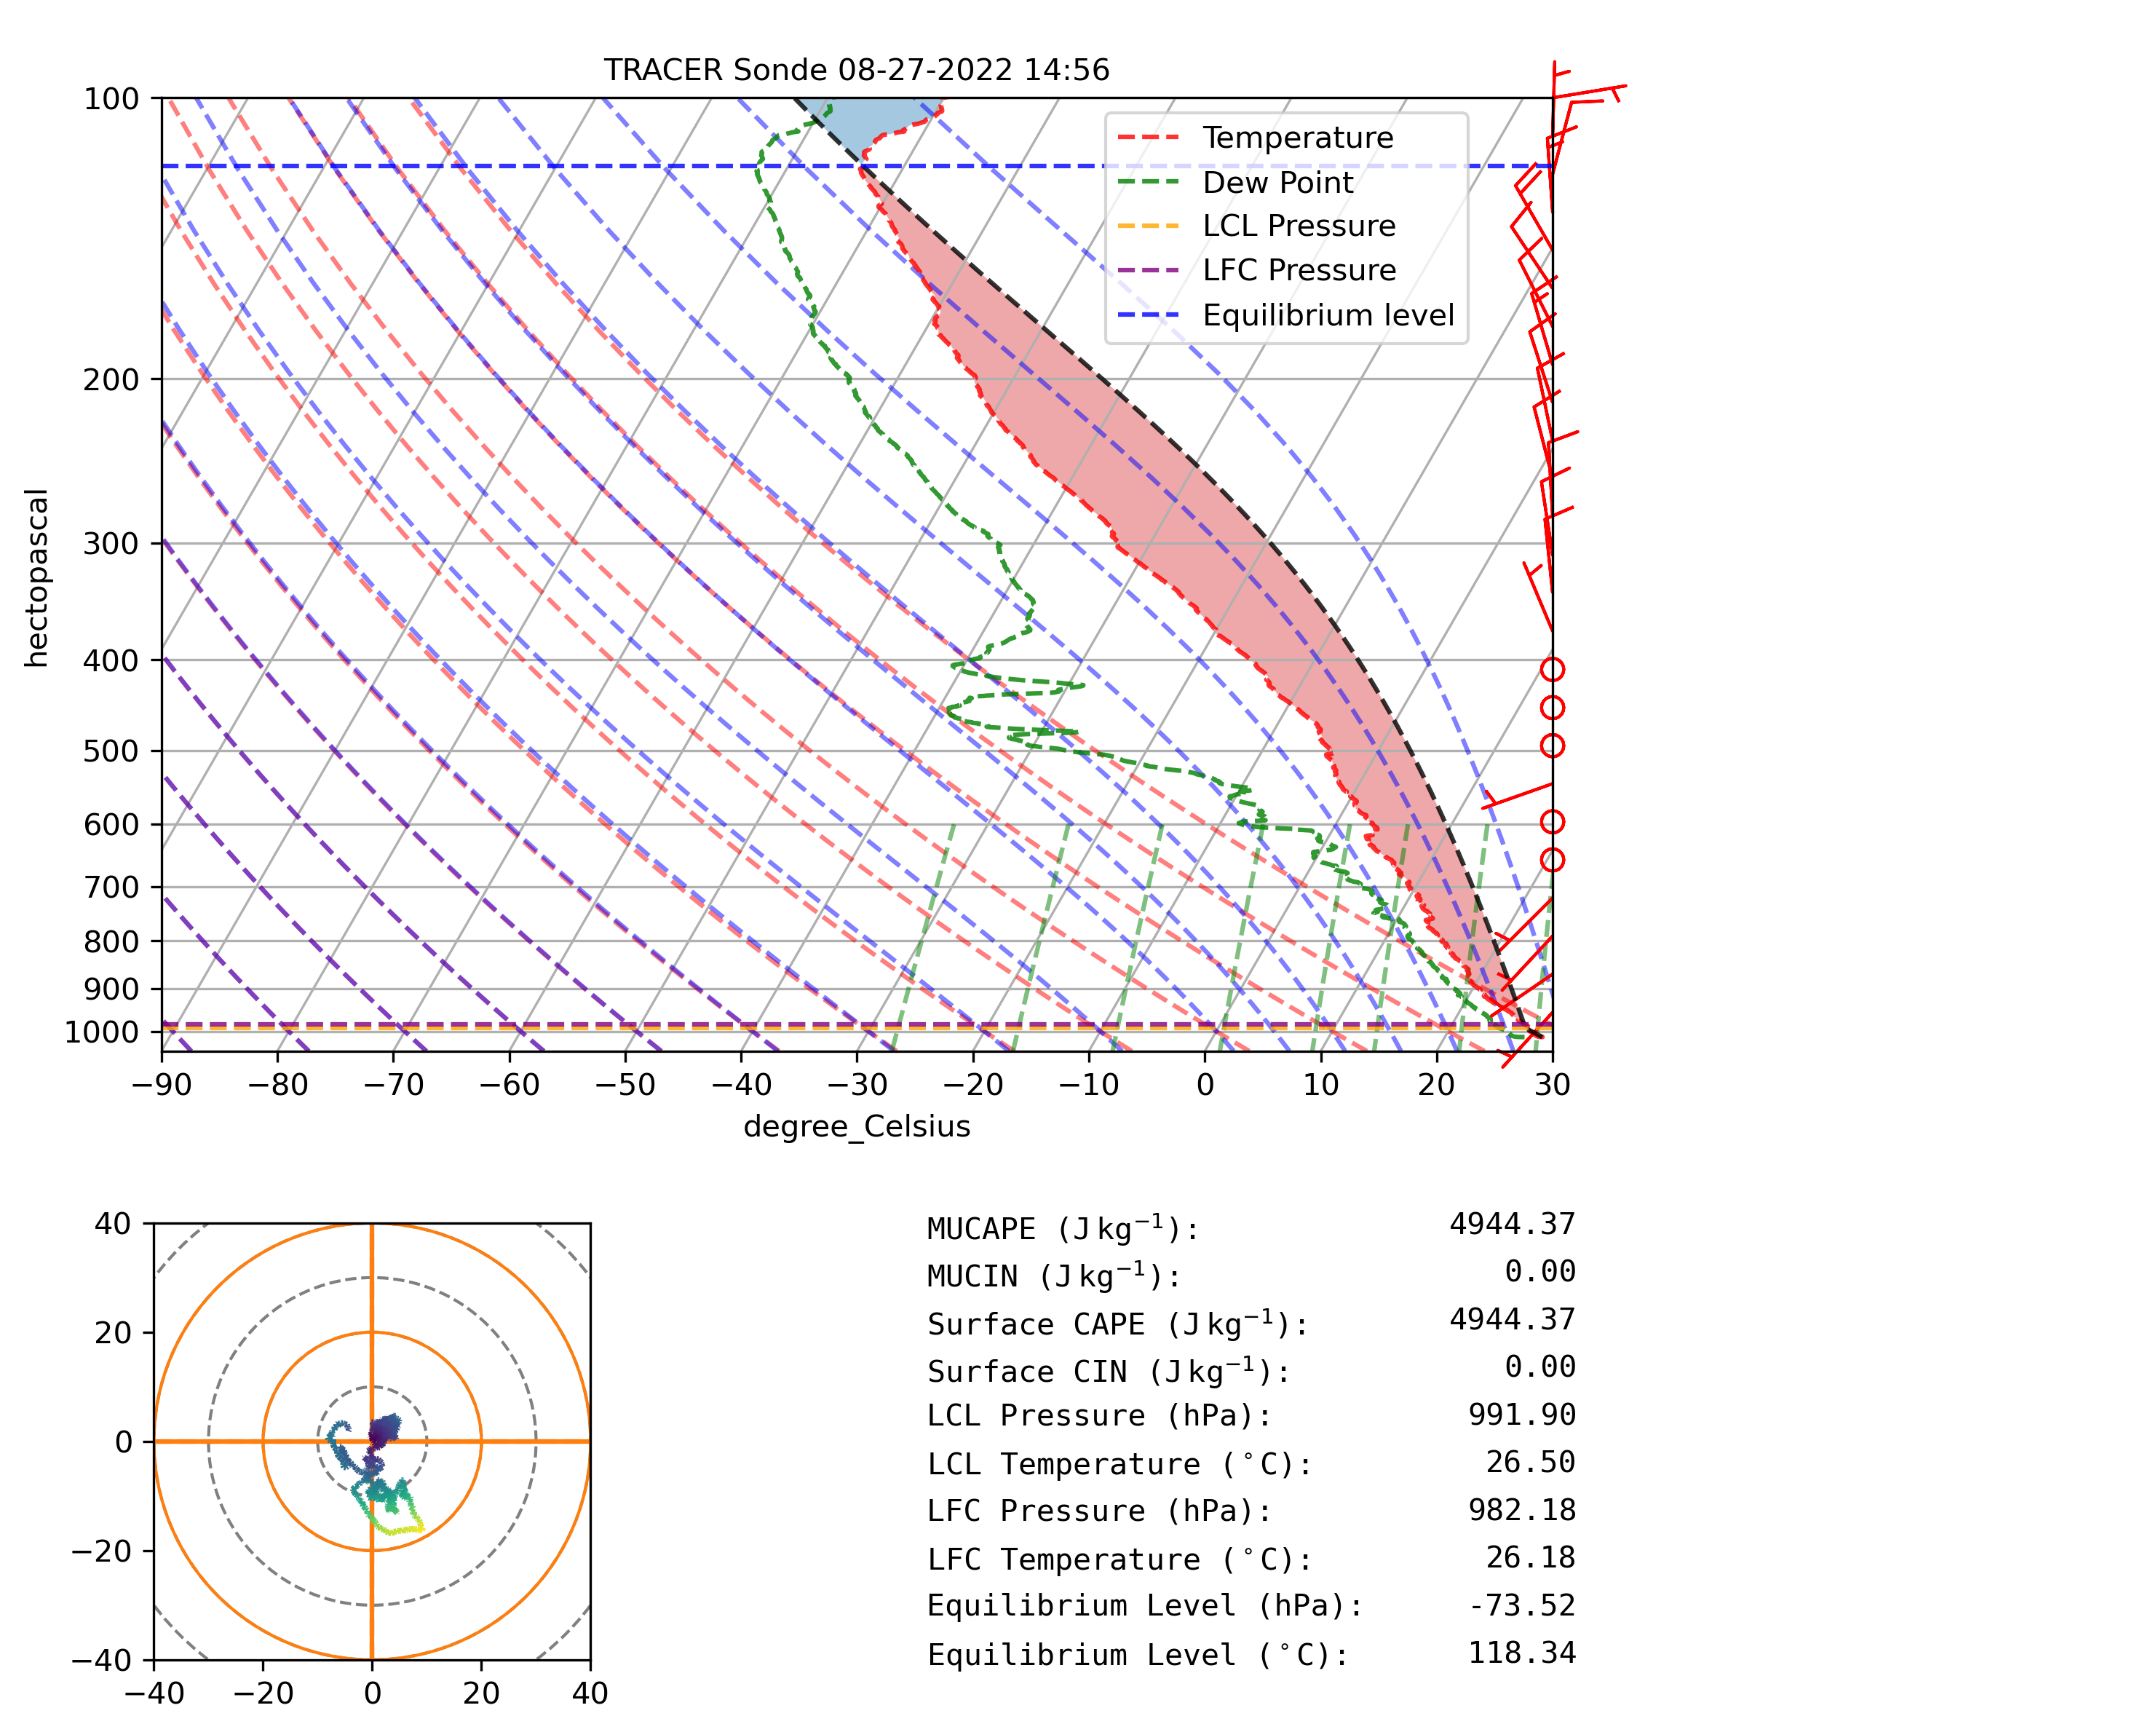 TRACER Sonde 08-27-2022 14:56
100
200
300
400
500
600
700
800
900
1000
hectopascal
Temperature
Dew Point
LCL Pressure
LFC Pressure
Equilibrium level
−90 −80 −70 −60 −50 −40 −30 −20 −10 0 10 20 30
degree_Celsius
40
20
0
−20
−40
−40 −20 0 20 40
MUCAPE (J kg⁻¹): 4944.37
MUCIN (J kg⁻¹): 0.00
Surface CAPE (J kg⁻¹): 4944.37
Surface CIN (J kg⁻¹): 0.00
LCL Pressure (hPa): 991.90
LCL Temperature (°C): 26.50
LFC Pressure (hPa): 982.18
LFC Temperature (°C): 26.18
Equilibrium Level (hPa): -73.52
Equilibrium Level (°C): 118.34